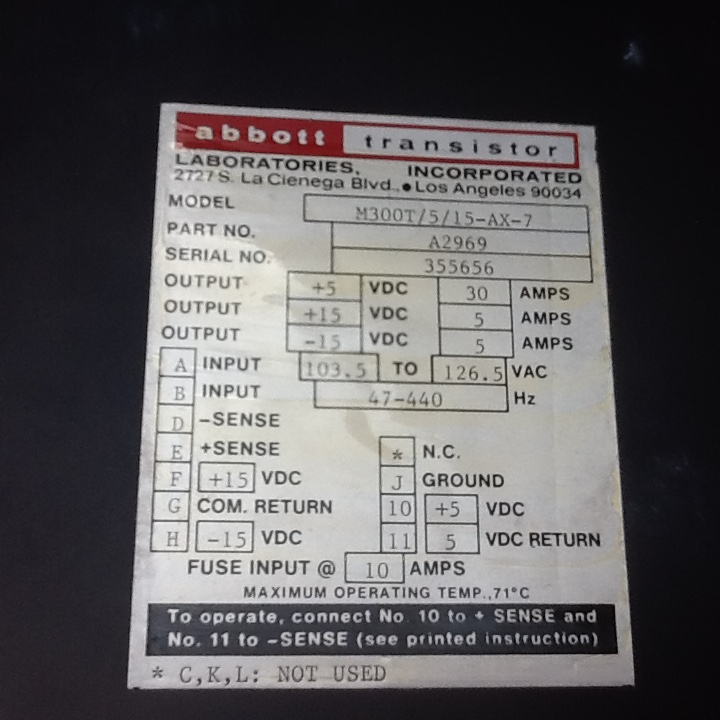 abbott transistor
LABORATORIES, INCORPORATED
2727 S. La Cienega Blvd., ● Los Angeles 90034
MODEL M300T/5/15-AX-7
PART NO. A2969
SERIAL NO. 355656
OUTPUT +5 VDC 30 AMPS
OUTPUT +15 VDC 5 AMPS
OUTPUT -15 VDC 5 AMPS
A INPUT 103.5 TO 126.5 VAC
B INPUT 47-440 Hz
D -SENSE
E +SENSE * N.C.
F +15 VDC J GROUND
G COM. RETURN 10 +5 VDC
H -15 VDC 11 5 VDC RETURN
FUSE INPUT @ 10 AMPS
MAXIMUM OPERATING TEMP.,71°C
To operate, connect No. 10 to + SENSE and
No. 11 to -SENSE (see printed instruction)
* C,K,L: NOT USED